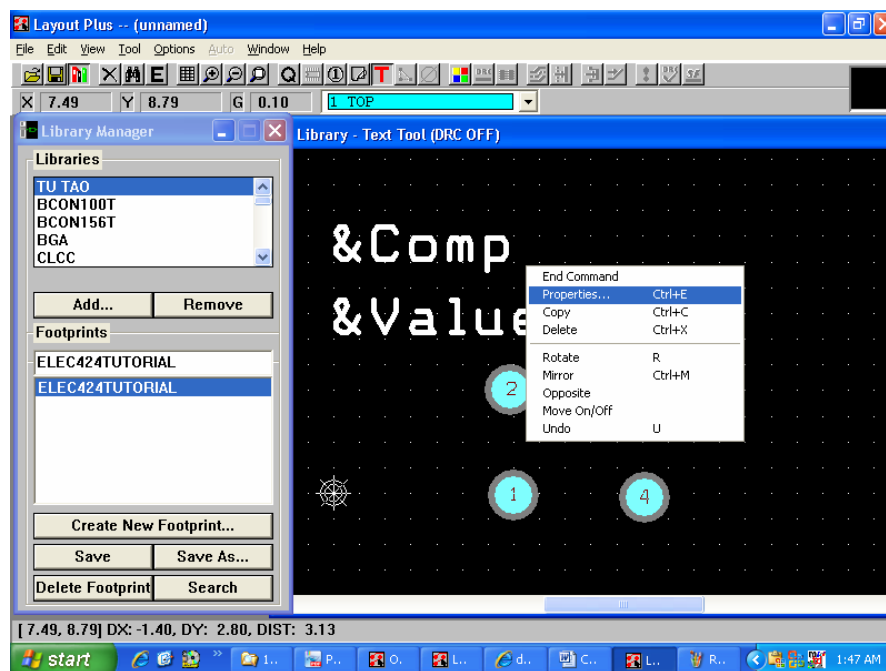 Layout Plus -- (unnamed)
File Edit View Tool Options Auto Window Help
X 7.49 Y 8.79 G 0.10 1 TOP
Library Manager
Library - Text Tool (DRC OFF)
Libraries
TU TAO
BCON100T
BCON156T
BGA
CLCC
Add... Remove
Footprints
ELEC424TUTORIAL
ELEC424TUTORIAL
Create New Footprint...
Save Save As...
Delete Footprint Search
&Comp
&Value
End Command
Properties... Ctrl+E
Copy Ctrl+C
Delete Ctrl+X
Rotate R
Mirror Ctrl+M
Opposite
Move On/Off
Undo U
2
1
4
[ 7.49, 8.79] DX: -1.40, DY: 2.80, DIST: 3.13
start 1.. P.. O. L.. d.. C.. L.. R.. 1:47 AM